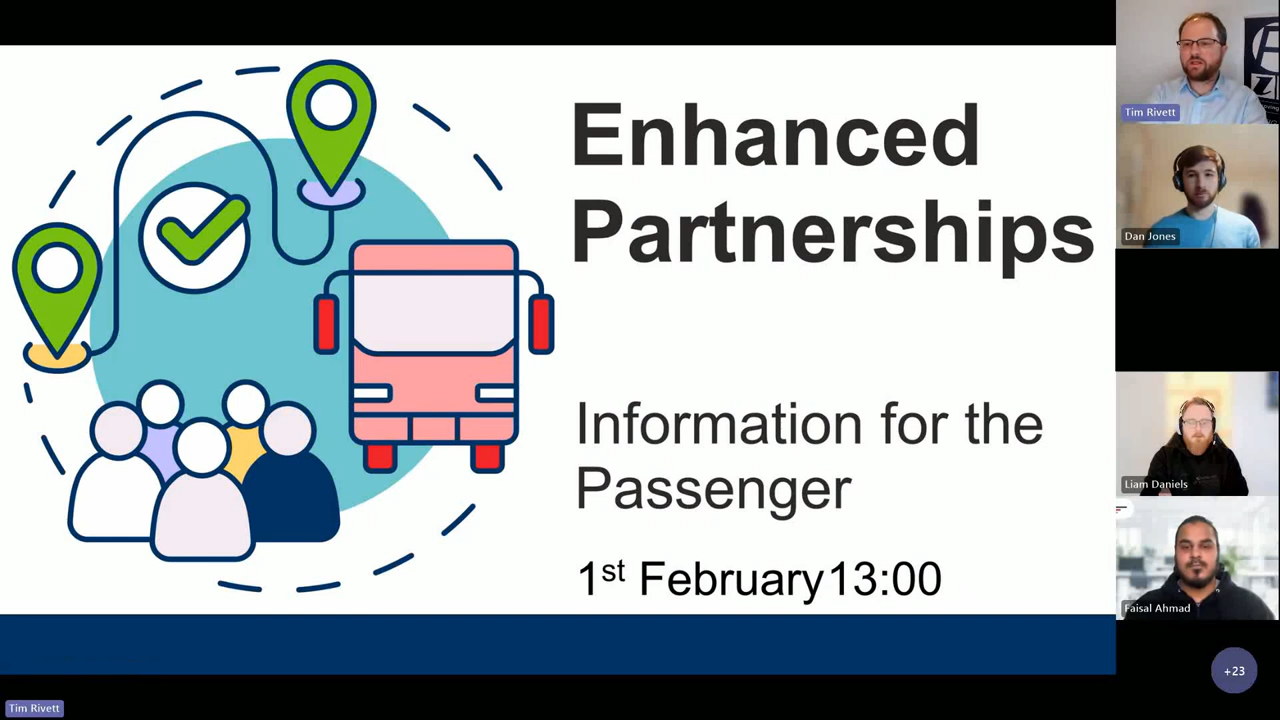 Enhanced
Partnerships
Information for the
Passenger
1st February 13:00
Tim Rivett
Dan Jones
Liam Daniels
Faisal Ahmad
+23
Tim Rivett